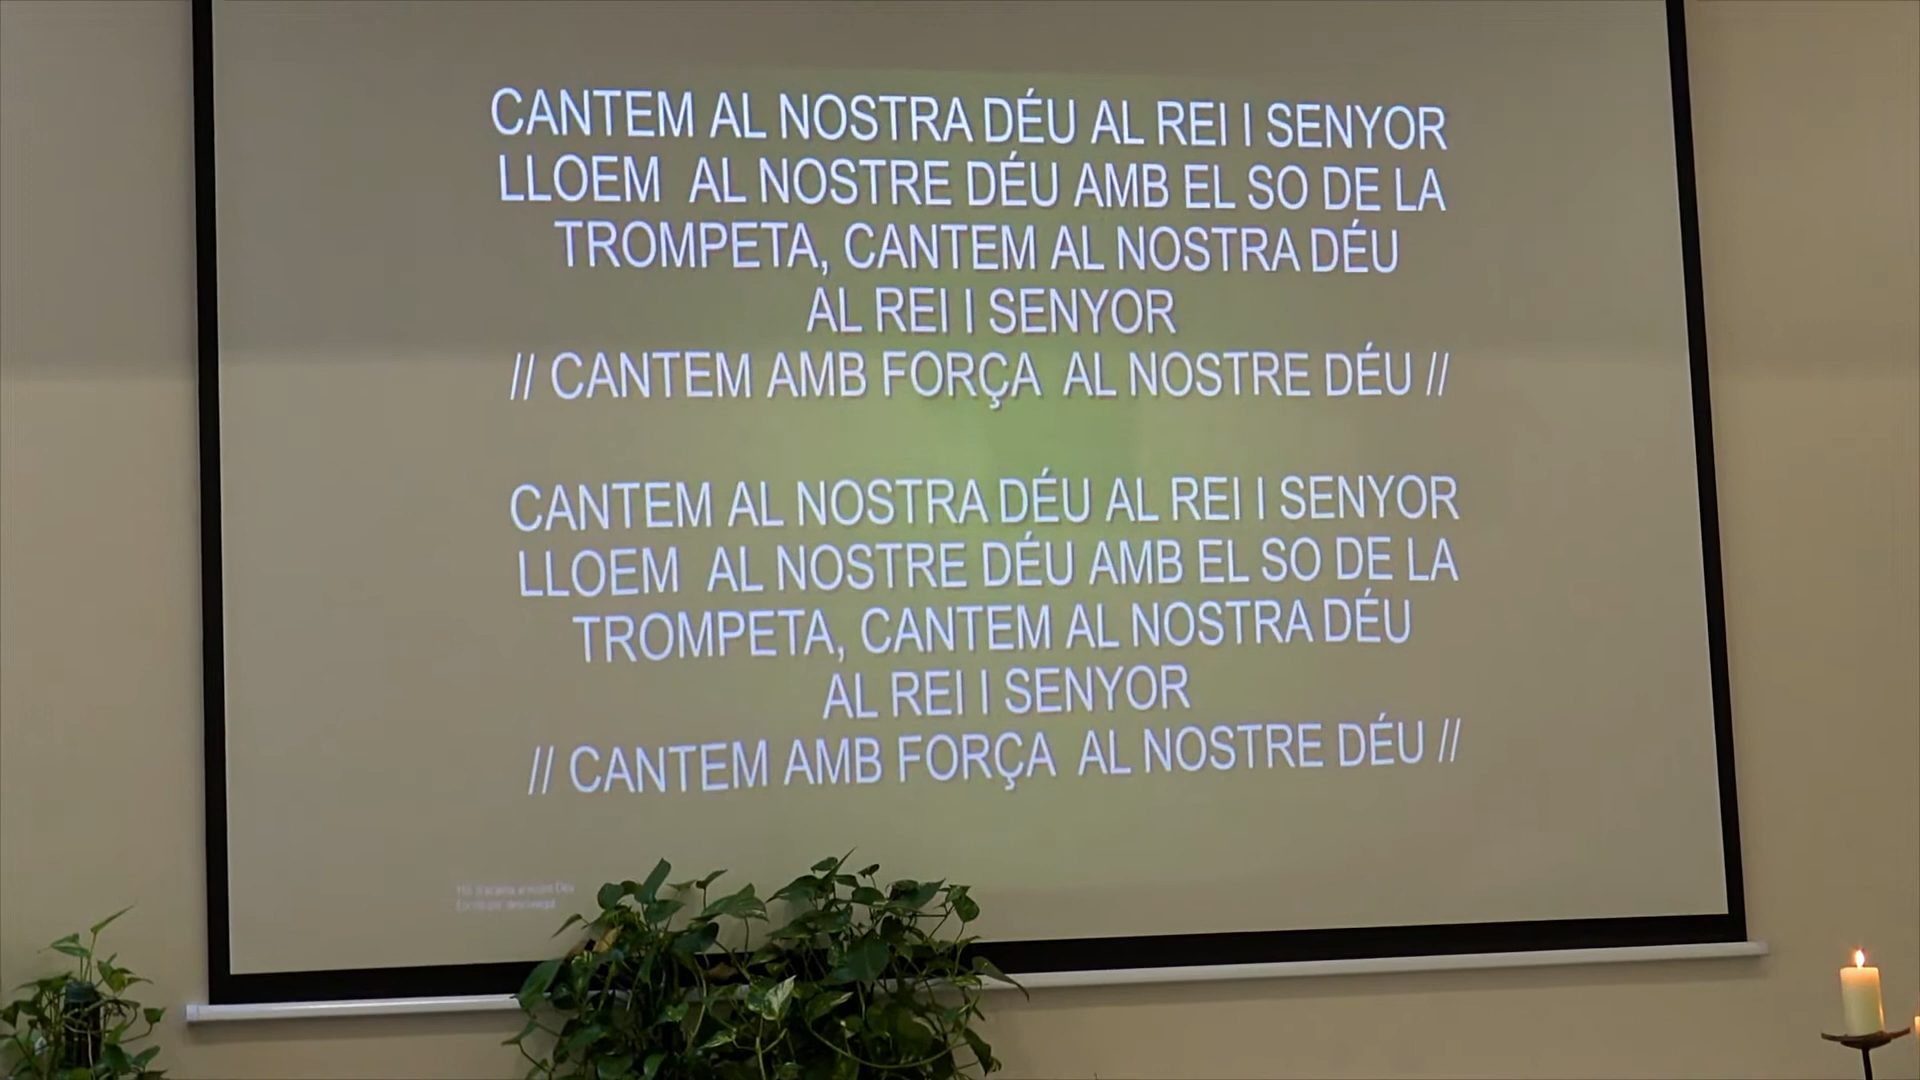 CANTEM AL NOSTRA DÉU AL REI I SENYOR
LLOEM AL NOSTRE DÉU AMB EL SO DE LA
TROMPETA, CANTEM AL NOSTRA DÉU
AL REI I SENYOR
// CANTEM AMB FORÇA AL NOSTRE DÉU //
CANTEM AL NOSTRA DÉU AL REI I SENYOR
LLOEM AL NOSTRE DÉU AMB EL SO DE LA
TROMPETA, CANTEM AL NOSTRA DÉU
AL REI I SENYOR
// CANTEM AMB FORÇA AL NOSTRE DÉU //